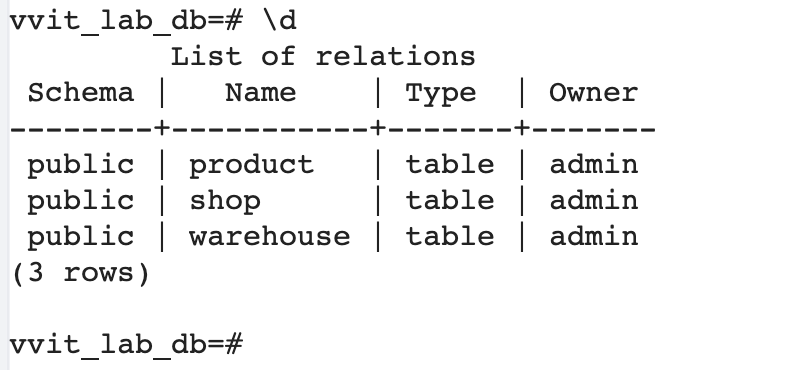 vvit_lab_db=# \d
         List of relations
 Schema |   Name    | Type  | Owner
--------+-----------+-------+-------
 public | product   | table | admin
 public | shop      | table | admin
 public | warehouse | table | admin
(3 rows)

vvit_lab_db=#